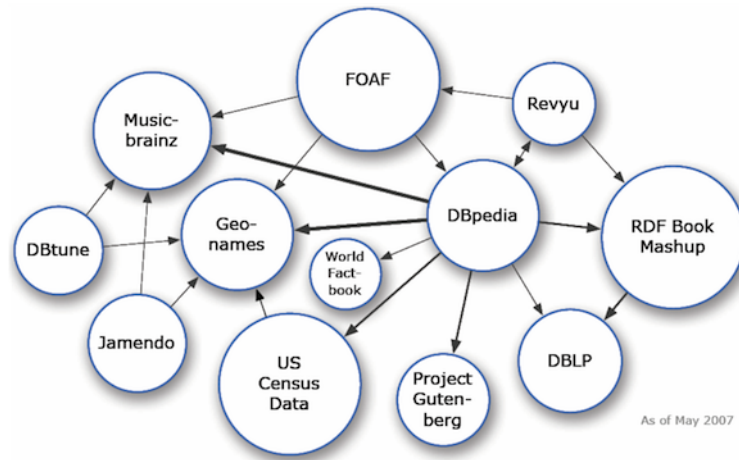 FOAF
Revyu
Music-
brainz
DBpedia
RDF Book
Mashup
Geo-
names
DBtune
World
Fact-
book
Jamendo
US
Census
Data
Project
Guten-
berg
DBLP
As of May 2007